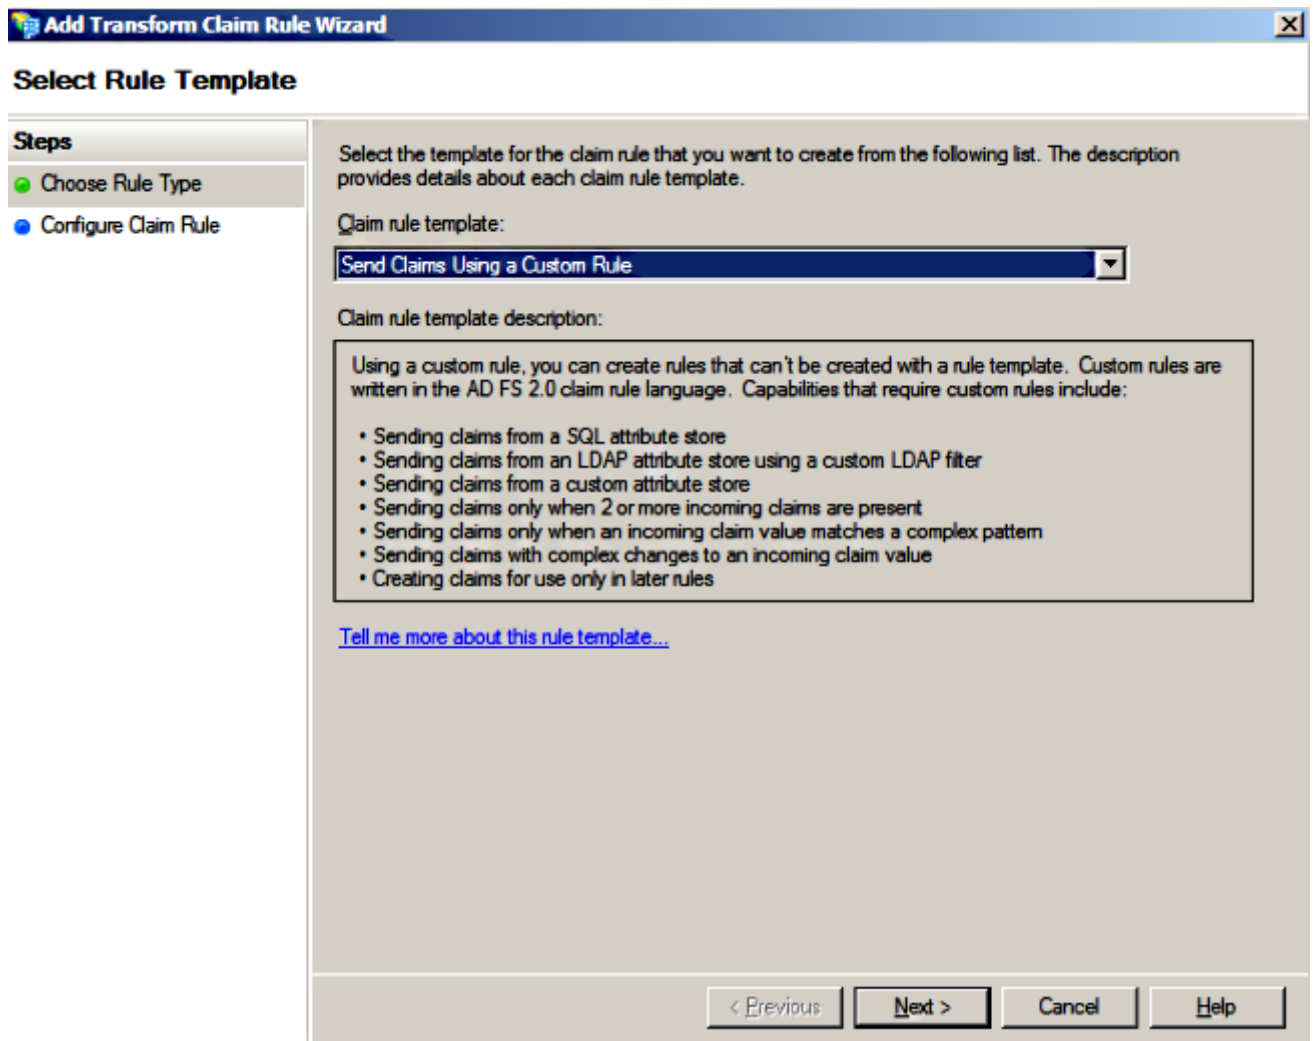 Add Transform Claim Rule Wizard
Select Rule Template
Steps
Choose Rule Type
Configure Claim Rule
Select the template for the claim rule that you want to create from the following list. The description
provides details about each claim rule template.
Claim rule template:
Send Claims Using a Custom Rule
Claim rule template description:
Using a custom rule, you can create rules that can't be created with a rule template. Custom rules are
written in the AD FS 2.0 claim rule language. Capabilities that require custom rules include:
• Sending claims from a SQL attribute store
• Sending claims from an LDAP attribute store using a custom LDAP filter
• Sending claims from a custom attribute store
• Sending claims only when 2 or more incoming claims are present
• Sending claims only when an incoming claim value matches a complex pattern
• Sending claims with complex changes to an incoming claim value
• Creating claims for use only in later rules
Tell me more about this rule template...
< Previous Next > Cancel Help